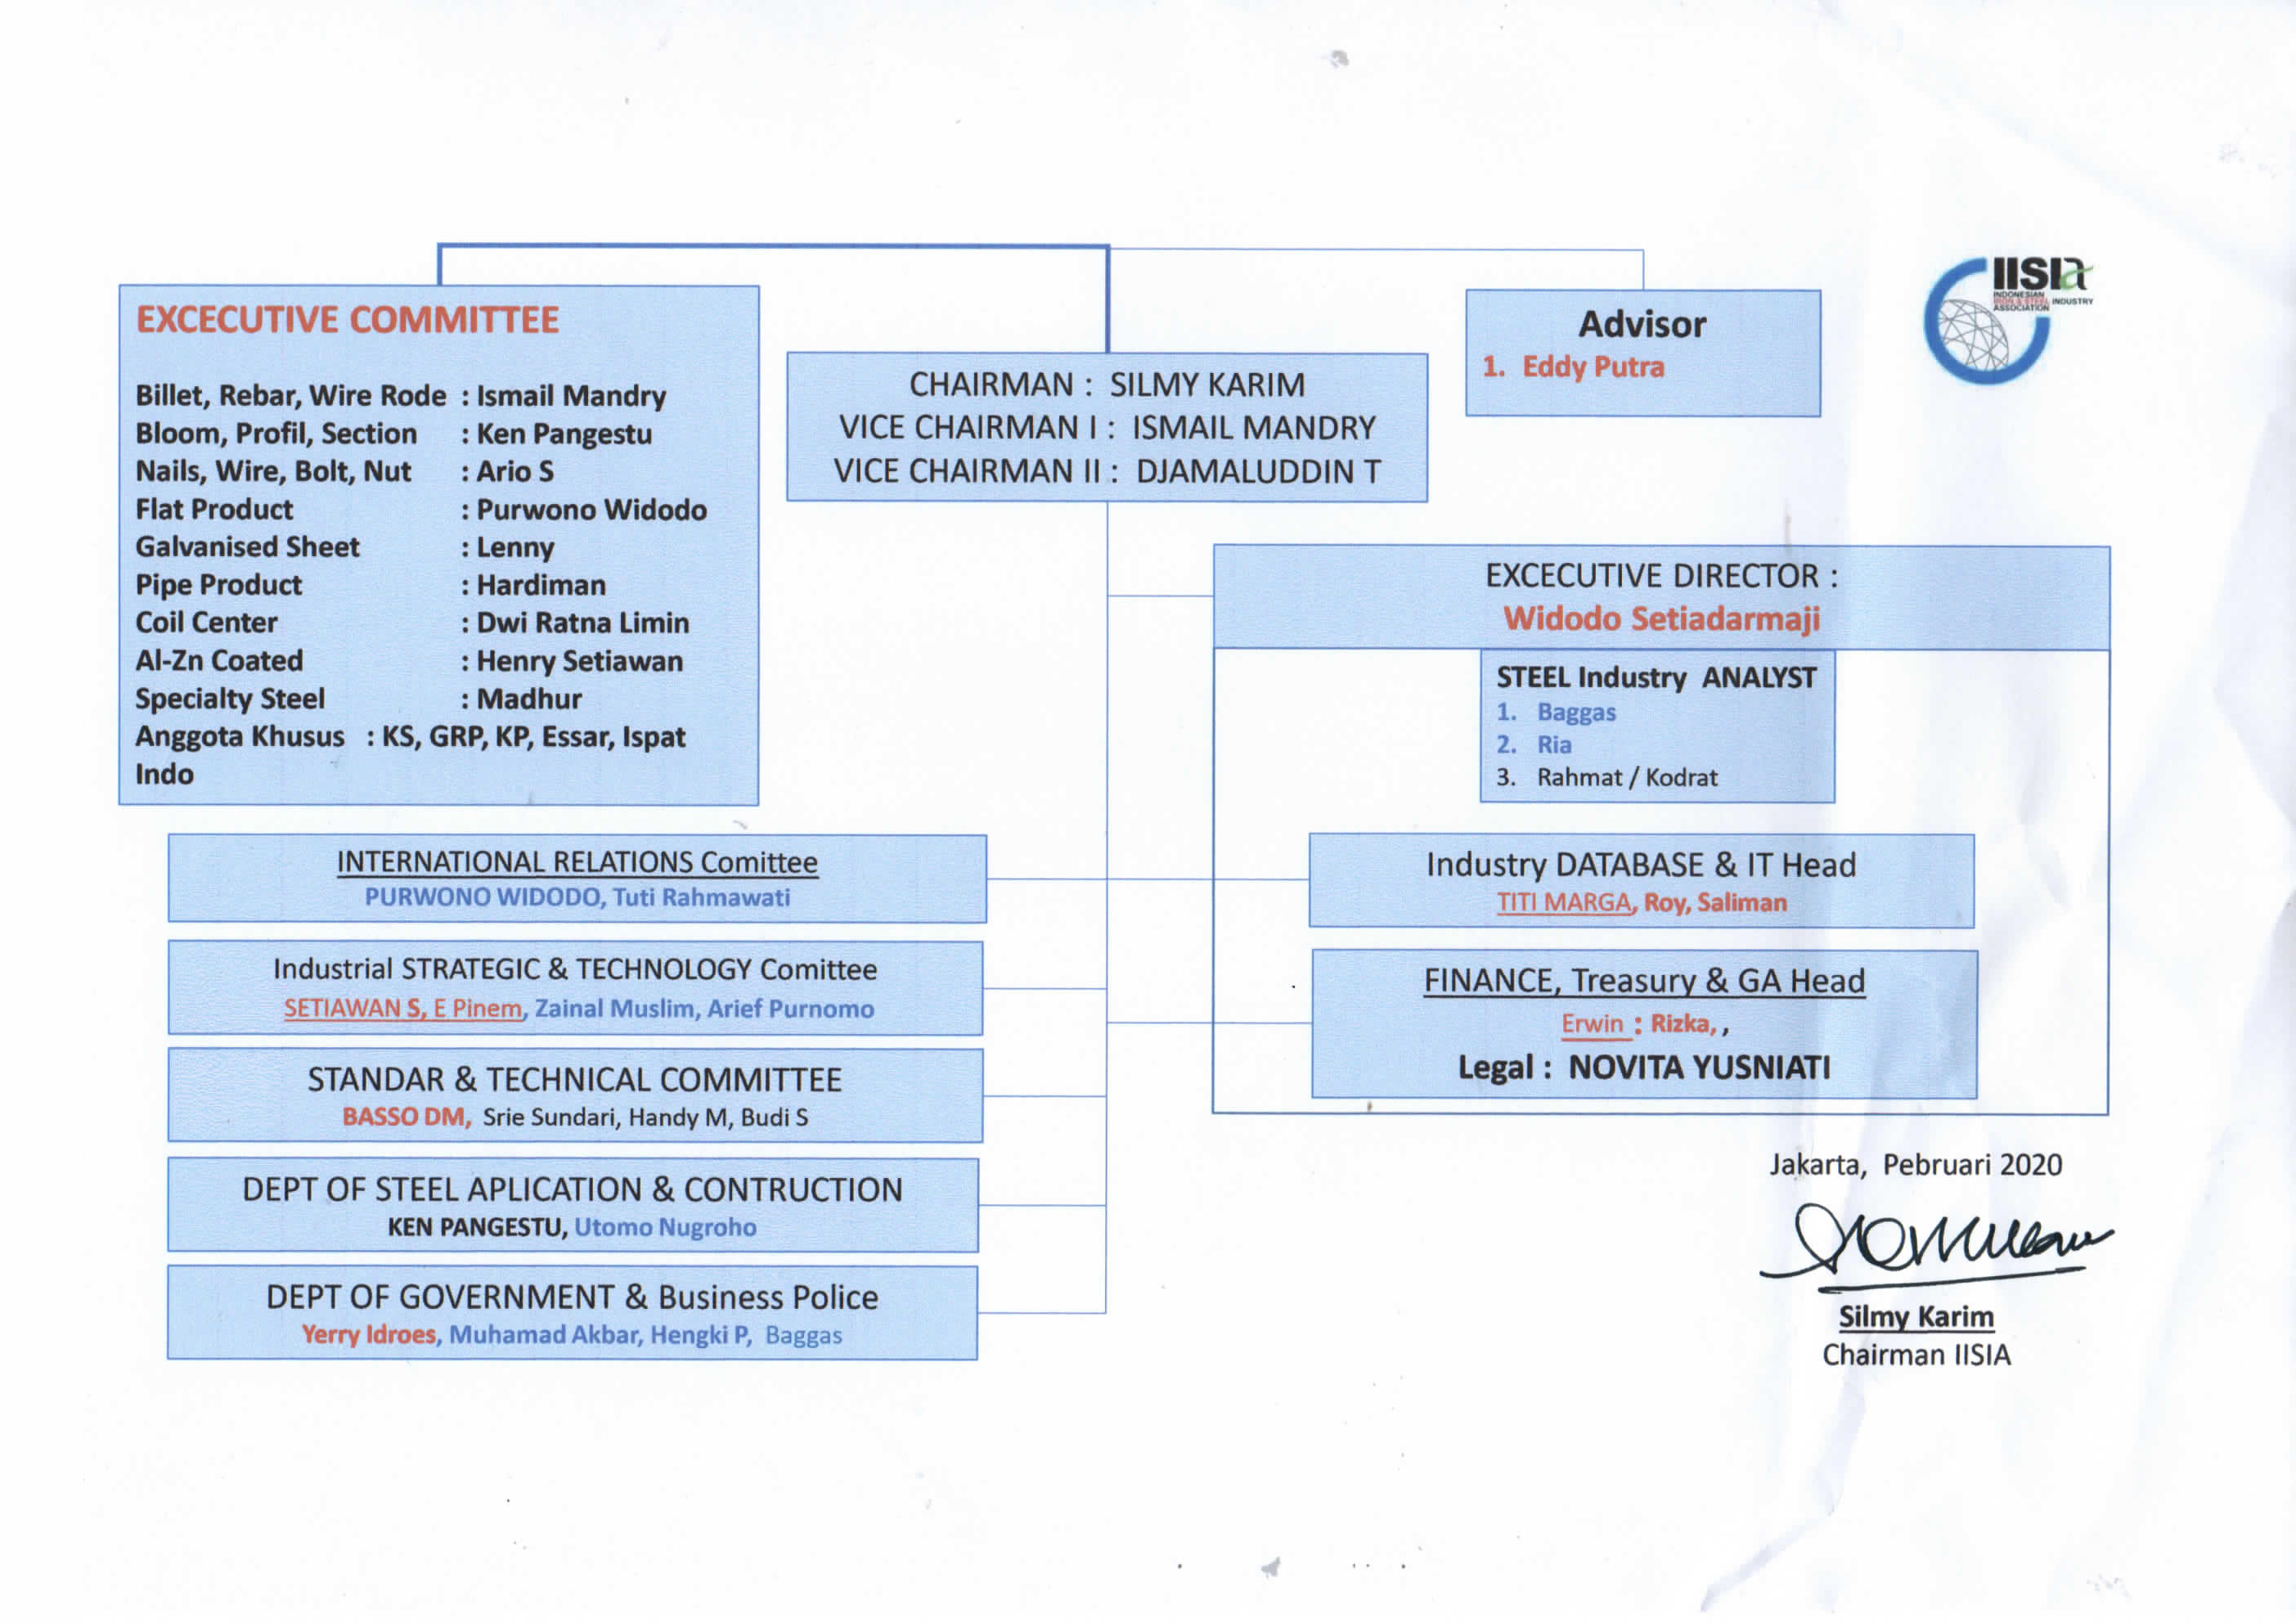 IISIA
INDONESIAN
IRON & STEEL INDUSTRY
ASSOCIATION
EXCECUTIVE COMMITTEE
Billet, Rebar, Wire Rode : Ismail Mandry
Bloom, Profil, Section : Ken Pangestu
Nails, Wire, Bolt, Nut : Ario S
Flat Product : Purwono Widodo
Galvanised Sheet : Lenny
Pipe Product : Hardiman
Coil Center : Dwi Ratna Limin
Al-Zn Coated : Henry Setiawan
Specialty Steel : Madhur
Anggota Khusus : KS, GRP, KP, Essar, Ispat
Indo
CHAIRMAN : SILMY KARIM
VICE CHAIRMAN I : ISMAIL MANDRY
VICE CHAIRMAN II : DJAMALUDDIN T
Advisor
1. Eddy Putra
EXCECUTIVE DIRECTOR :
Widodo Setiadarmaji
STEEL Industry ANALYST
1. Baggas
2. Ria
3. Rahmat / Kodrat
INTERNATIONAL RELATIONS Comittee
PURWONO WIDODO, Tuti Rahmawati
Industrial STRATEGIC & TECHNOLOGY Comittee
SETIAWAN S, E Pinem, Zainal Muslim, Arief Purnomo
STANDAR & TECHNICAL COMMITTEE
BASSO DM, Srie Sundari, Handy M, Budi S
DEPT OF STEEL APLICATION & CONTRUCTION
KEN PANGESTU, Utomo Nugroho
DEPT OF GOVERNMENT & Business Police
Yerry Idroes, Muhamad Akbar, Hengki P, Baggas
Industry DATABASE & IT Head
TITI MARGA, Roy, Saliman
FINANCE, Treasury & GA Head
Erwin : Rizka, ,
Legal : NOVITA YUSNIATI
Jakarta, Pebruari 2020
Silmy Karim
Chairman IISIA